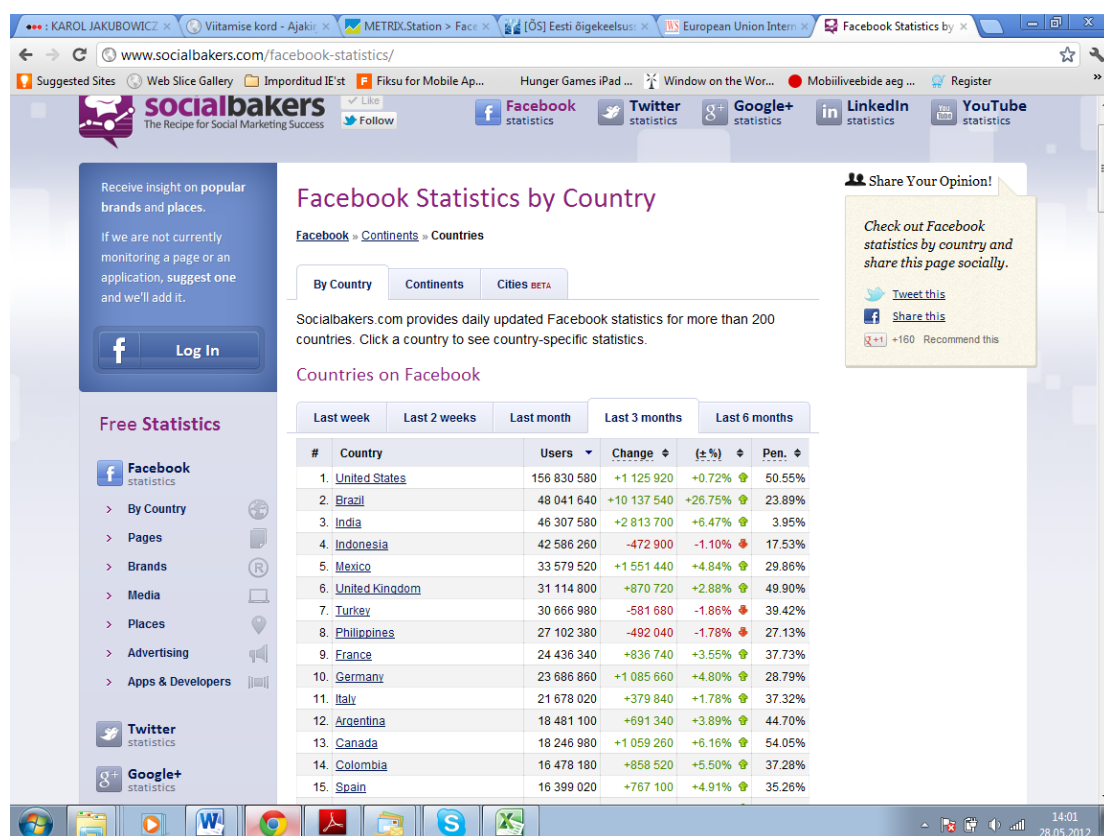 : KAROL JAKUBOWICZ
Viitamise kord - Ajakir
METRIX.Station > Face
[ÕS] Eesti õigekeelsus:
European Union Intern
Facebook Statistics by
www.socialbakers.com/facebook-statistics/
Suggested Sites
Web Slice Gallery
Imporditud IE'st
Fiksu for Mobile Ap...
Hunger Games iPad ...
Window on the Wor...
Mobiiliveebide aeg ...
Register
»
socialbakers
The Recipe for Social Marketing Success
Like
Follow
Facebook
statistics
Twitter
statistics
Google+
statistics
LinkedIn
statistics
YouTube
statistics
Receive insight on popular
brands and places.
If we are not currently
monitoring a page or an
application, suggest one
and we'll add it.
Log In
Free Statistics
Facebook
statistics
By Country
Pages
Brands
Media
Places
Advertising
Apps & Developers
Twitter
statistics
Google+
statistics
Facebook Statistics by Country
Facebook » Continents » Countries
By Country
Continents
Cities BETA
Socialbakers.com provides daily updated Facebook statistics for more than 200
countries. Click a country to see country-specific statistics.
Countries on Facebook
Last week
Last 2 weeks
Last month
Last 3 months
Last 6 months
# Country Users Change (±%) Pen.
1. United States 156 830 580 +1 125 920 +0.72% 50.55%
2. Brazil 48 041 640 +10 137 540 +26.75% 23.89%
3. India 46 307 580 +2 813 700 +6.47% 3.95%
4. Indonesia 42 586 260 -472 900 -1.10% 17.53%
5. Mexico 33 579 520 +1 551 440 +4.84% 29.86%
6. United Kingdom 31 114 800 +870 720 +2.88% 49.90%
7. Turkey 30 666 980 -581 680 -1.86% 39.42%
8. Philippines 27 102 380 -492 040 -1.78% 27.13%
9. France 24 436 340 +836 740 +3.55% 37.73%
10. Germany 23 686 860 +1 085 660 +4.80% 28.79%
11. Italy 21 678 020 +379 840 +1.78% 37.32%
12. Argentina 18 481 100 +691 340 +3.89% 44.70%
13. Canada 18 246 980 +1 059 260 +6.16% 54.05%
14. Colombia 16 478 180 +858 520 +5.50% 37.28%
15. Spain 16 399 020 +767 100 +4.91% 35.26%
Share Your Opinion!
Check out Facebook
statistics by country and
share this page socially.
Tweet this
Share this
+1 +160 Recommend this
14:01
28.05.2012